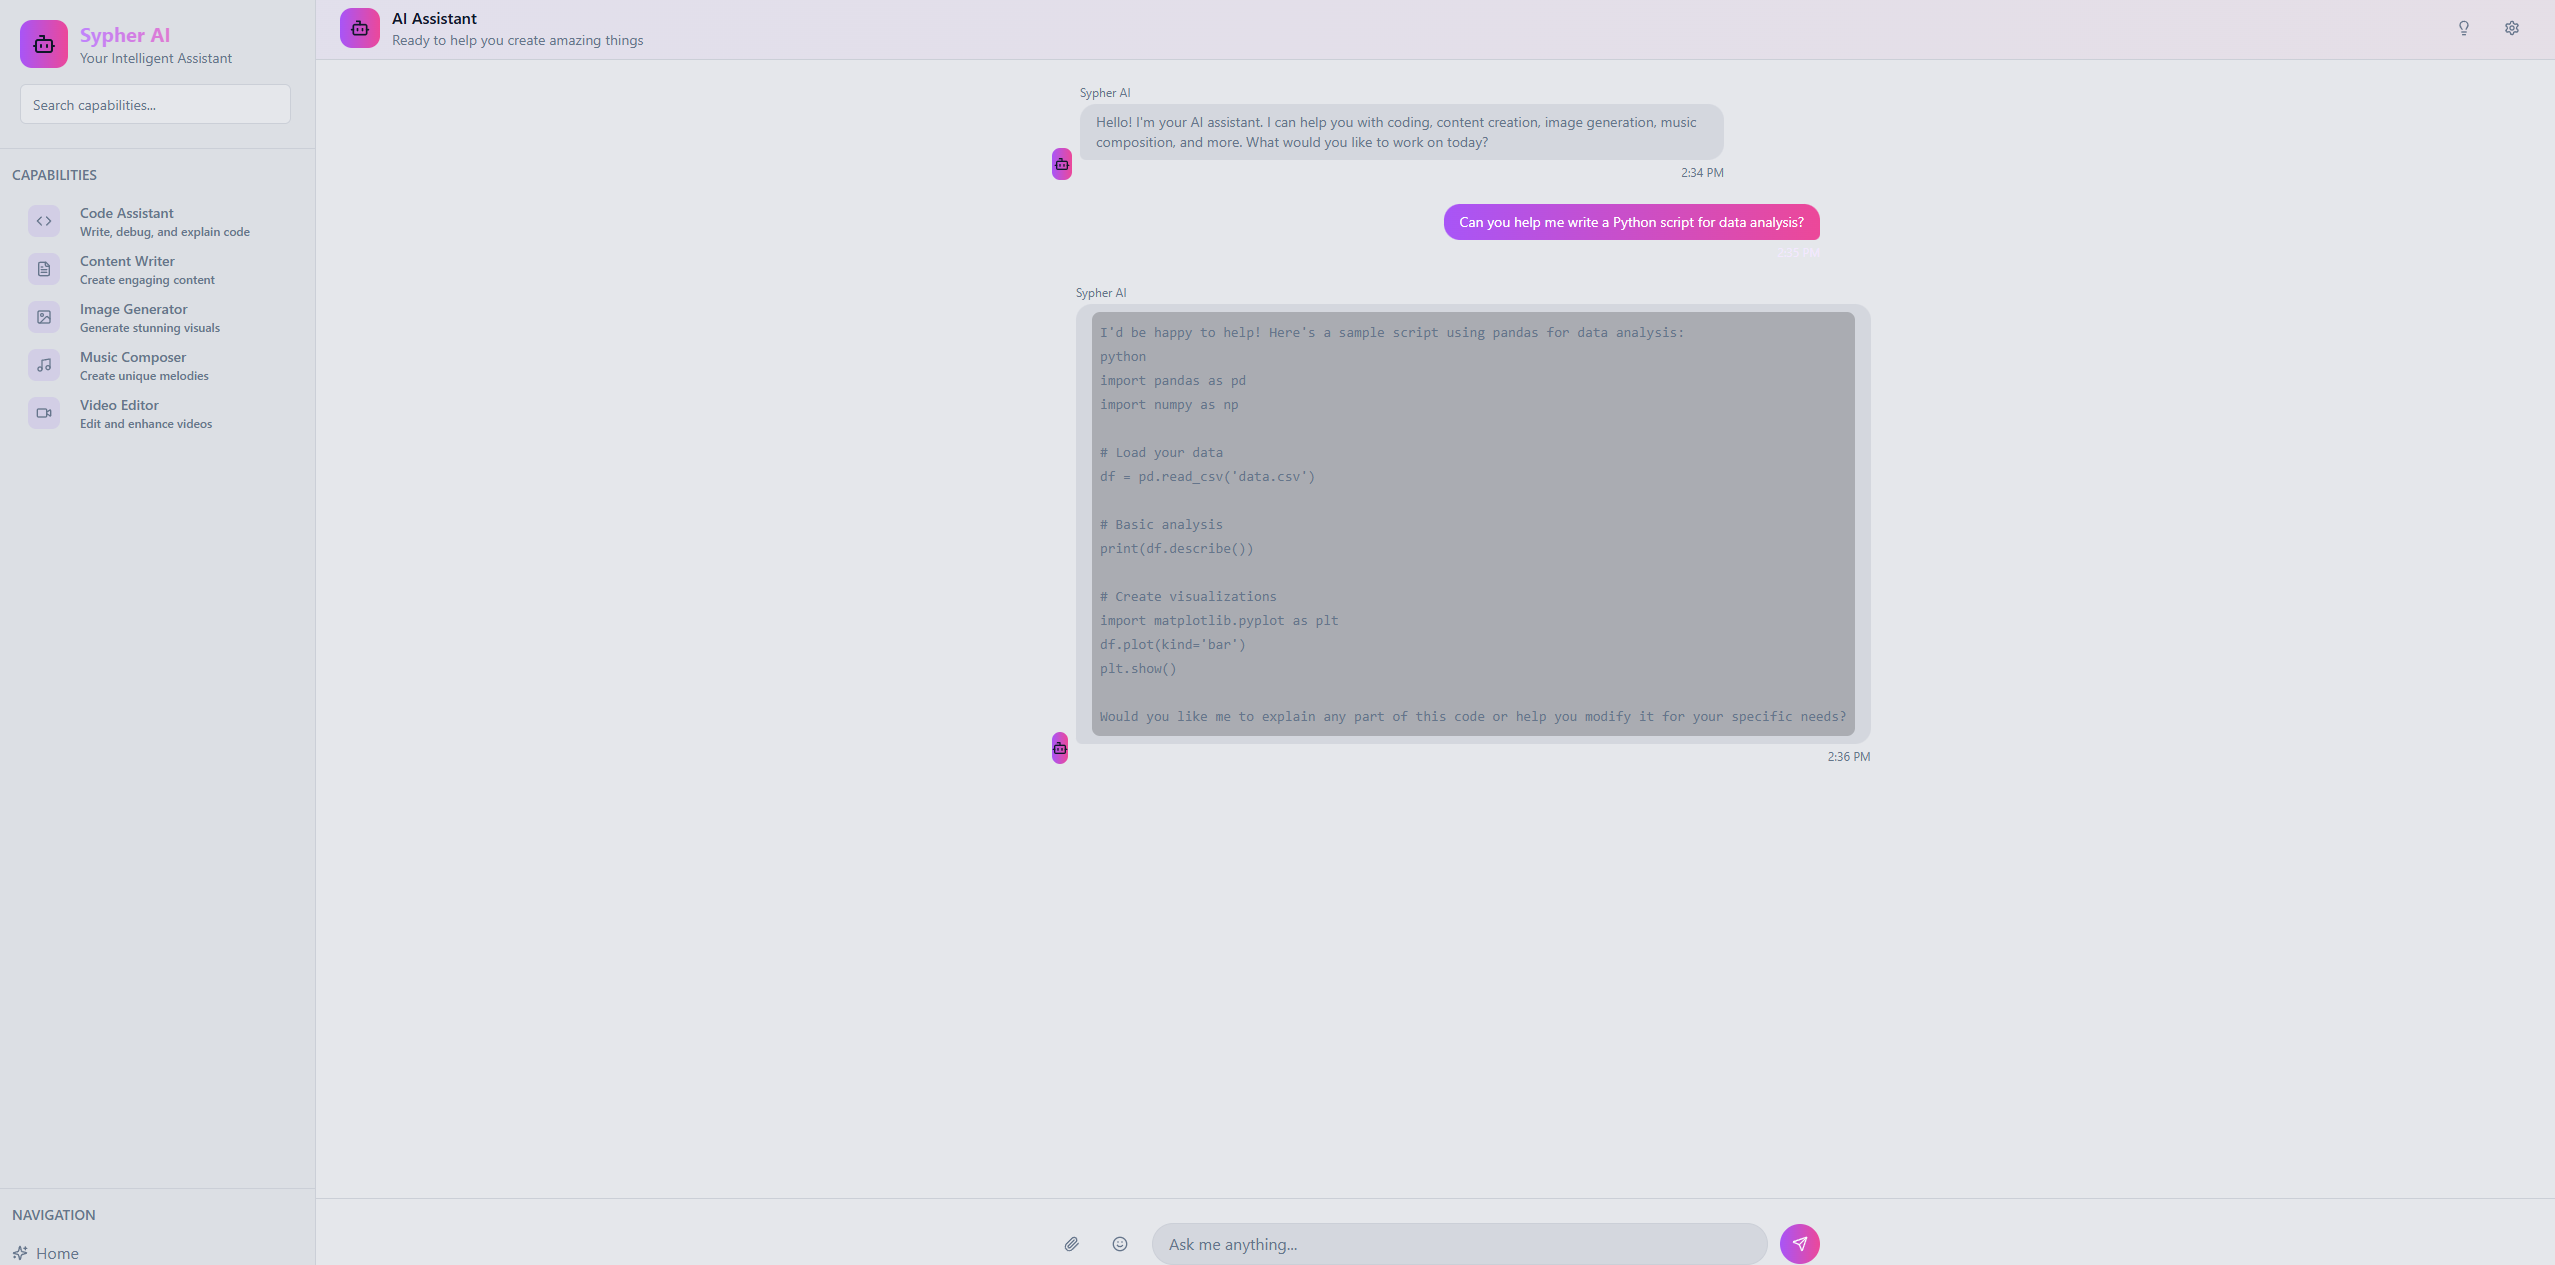 Sypher AI
Your Intelligent Assistant
Search capabilities...
CAPABILITIES
Code Assistant
Write, debug, and explain code
Content Writer
Create engaging content
Image Generator
Generate stunning visuals
Music Composer
Create unique melodies
Video Editor
Edit and enhance videos
NAVIGATION
Home
AI Assistant
Ready to help you create amazing things
Sypher AI
Hello! I'm your AI assistant. I can help you with coding, content creation, image generation, music
composition, and more. What would you like to work on today?
2:34 PM
Can you help me write a Python script for data analysis?
2:35 PM
Sypher AI
I'd be happy to help! Here's a sample script using pandas for data analysis:
python
import pandas as pd
import numpy as np
# Load your data
df = pd.read_csv('data.csv')
# Basic analysis
print(df.describe())
# Create visualizations
import matplotlib.pyplot as plt
df.plot(kind='bar')
plt.show()
Would you like me to explain any part of this code or help you modify it for your specific needs?
2:36 PM
Ask me anything...